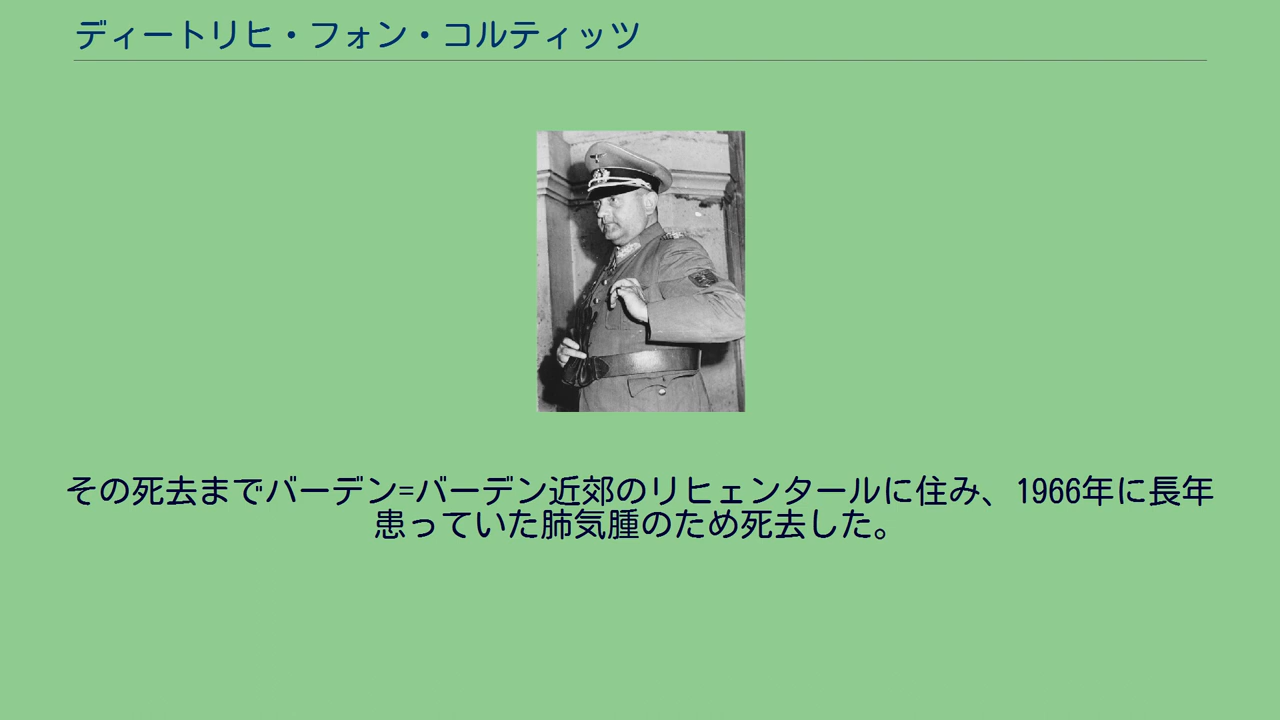 ディートリヒ・フォン・コルティッツ
その死去までバーデン=バーデン近郊のリヒェンタールに住み、1966年に長年
患っていた肺気腫のため死去した。